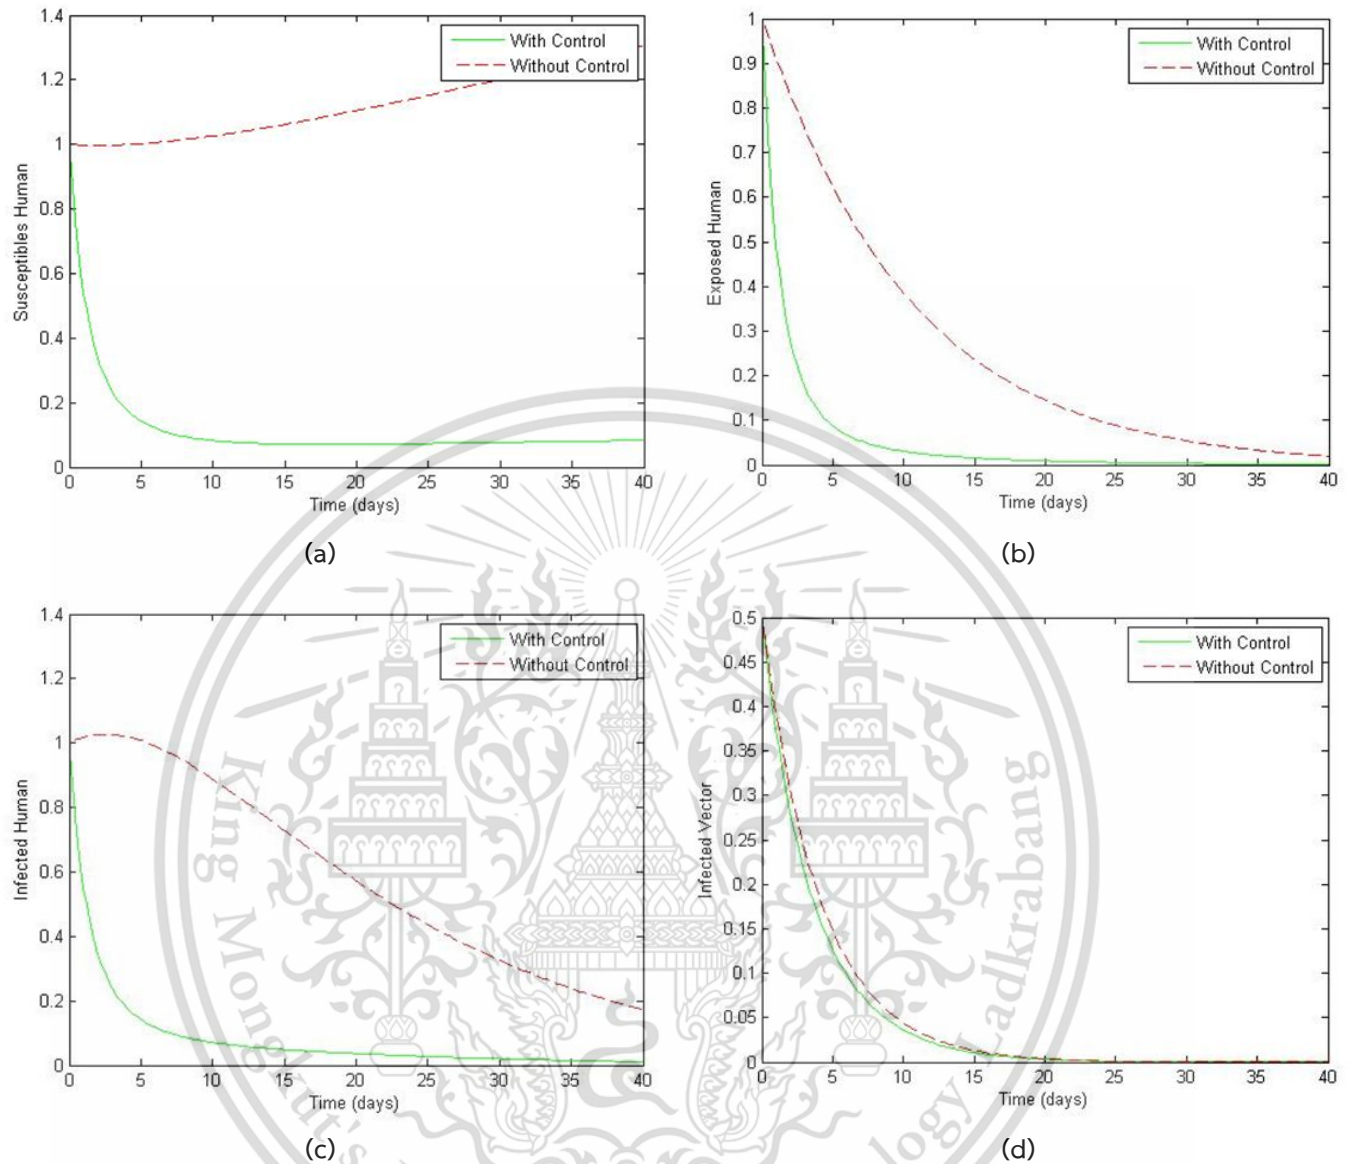 1.4
1.2
1
0.8
0.6
0.4
0.2
0
Susceptibles Human
With Control
Without Control
0 5 10 15 20 25 30 35 40
Time (days)
(a)
1
0.9
0.8
0.7
0.6
0.5
0.4
0.3
0.2
0.1
0
Exposed Human
With Control
Without Control
0 5 10 15 20 25 30 35 40
Time (days)
(b)
1.4
1.2
1
0.8
0.6
0.4
0.2
0
Infected Human
With Control
Without Control
0 5 10 15 20 25 30 35 40
Time (days)
(c)
0.5
0.45
0.4
0.35
0.3
0.25
0.2
0.15
0.1
0.05
0
Infected Vector
With Control
Without Control
0 5 10 15 20 25 30 35 40
Time (days)
(d)
King Mongkut's
logy Ladkrabang